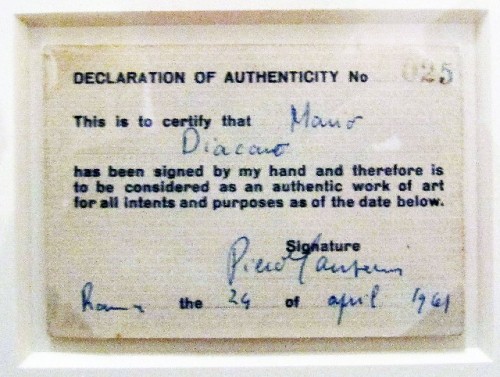 DECLARATION OF AUTHENTICITY No 025
This is to certify that Mario
Diacono
has been signed by my hand and therefore is
to be considered as an authentic work of art
for all intents and purposes as of the date below.
Signature
Piero Manzoni
Roma the 24 of april 1961